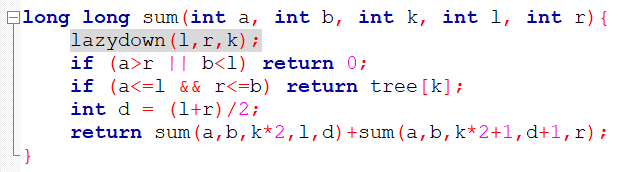 long long sum(int a, int b, int k, int l, int r){
lazydown(l,r,k);
if (a>r || b<l) return 0;
if (a<=l && r<=b) return tree[k];
int d = (l+r)/2;
return sum(a,b,k*2,l,d)+sum(a,b,k*2+1,d+1,r);
}